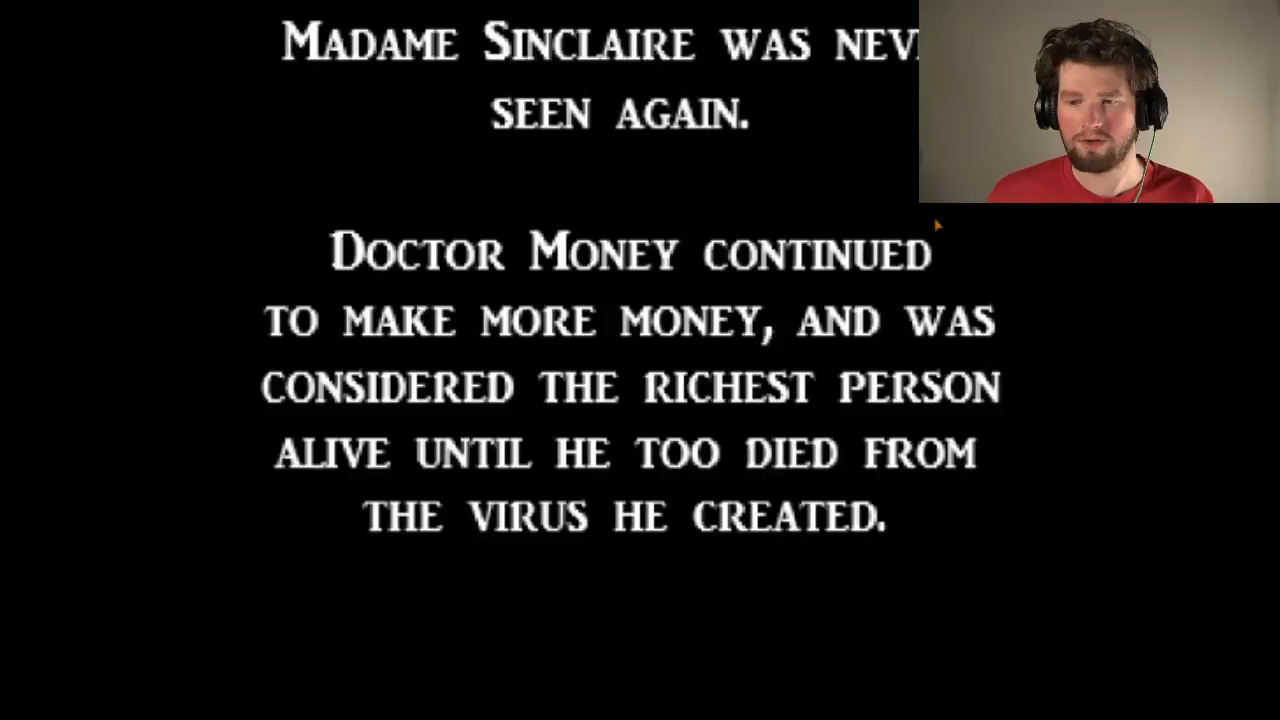 Madame Sinclaire was
seen again.
Doctor Money continued
to make more money, and was
considered the richest person
alive until he too died from
the virus he created.